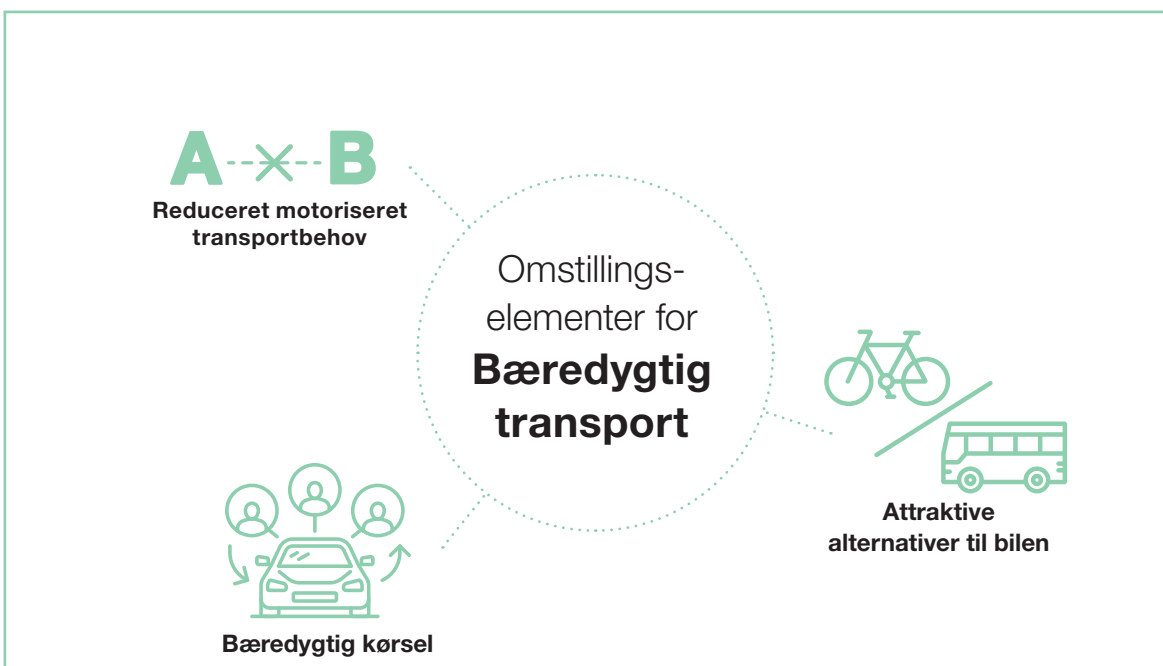 A B
Reduceret motoriseret
transportbehov
Omstillings-
elementer for
Bæredygtig
transport
Attraktive
alternativer til bilen
Bæredygtig kørsel